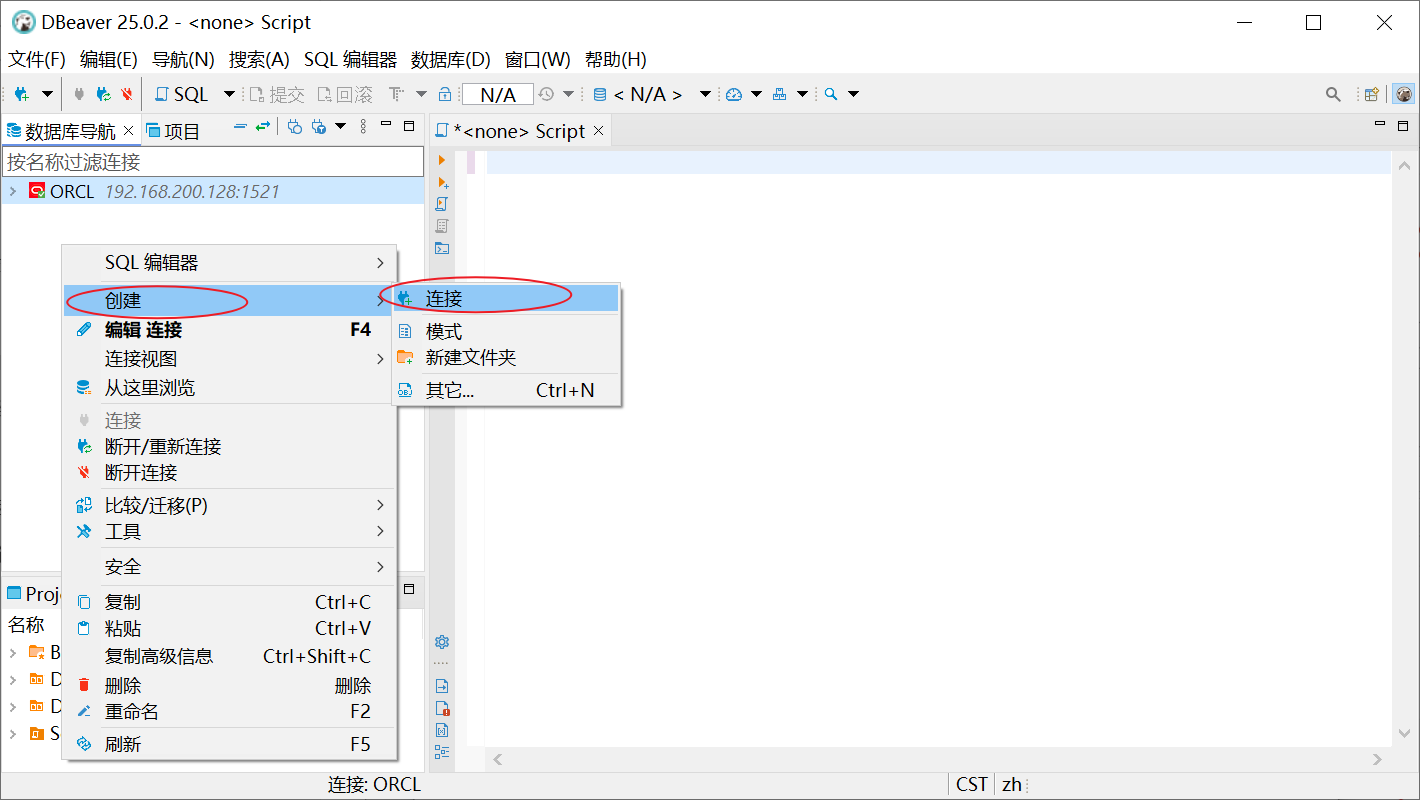 DBeaver 25.0.2 - <none> Script
文件(F) 编辑(E) 导航(N) 搜索(A) SQL 编辑器 数据库(D) 窗口(W) 帮助(H)
SQL 提交 回滚 N/A < N/A >
数据库导航 项目 *<none> Script
按名称过滤连接
ORCL 192.168.200.128:1521
SQL 编辑器
创建
连接
编辑 连接 F4
模式
连接视图
新建文件夹
从这里浏览
其它... Ctrl+N
连接
断开/重新连接
断开连接
比较/迁移(P)
工具
安全
Proj
复制 Ctrl+C
名称
粘贴 Ctrl+V
B
复制高级信息 Ctrl+Shift+C
D
删除 删除
D
重命名 F2
S
刷新 F5
连接: ORCL CST zh